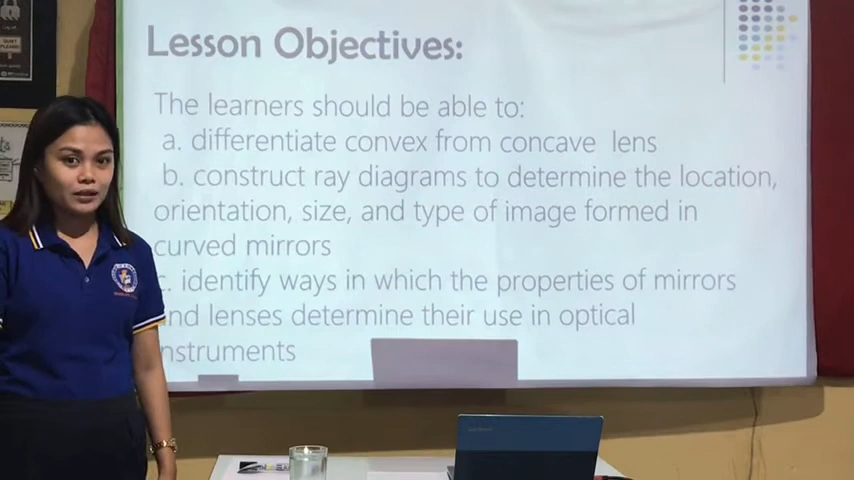 Lesson Objectives:
The learners should be able to:
a. differentiate convex from concave lens
b. construct ray diagrams to determine the location,
orientation, size, and type of image formed in
curved mirrors
c. identify ways in which the properties of mirrors
and lenses determine their use in optical
instruments